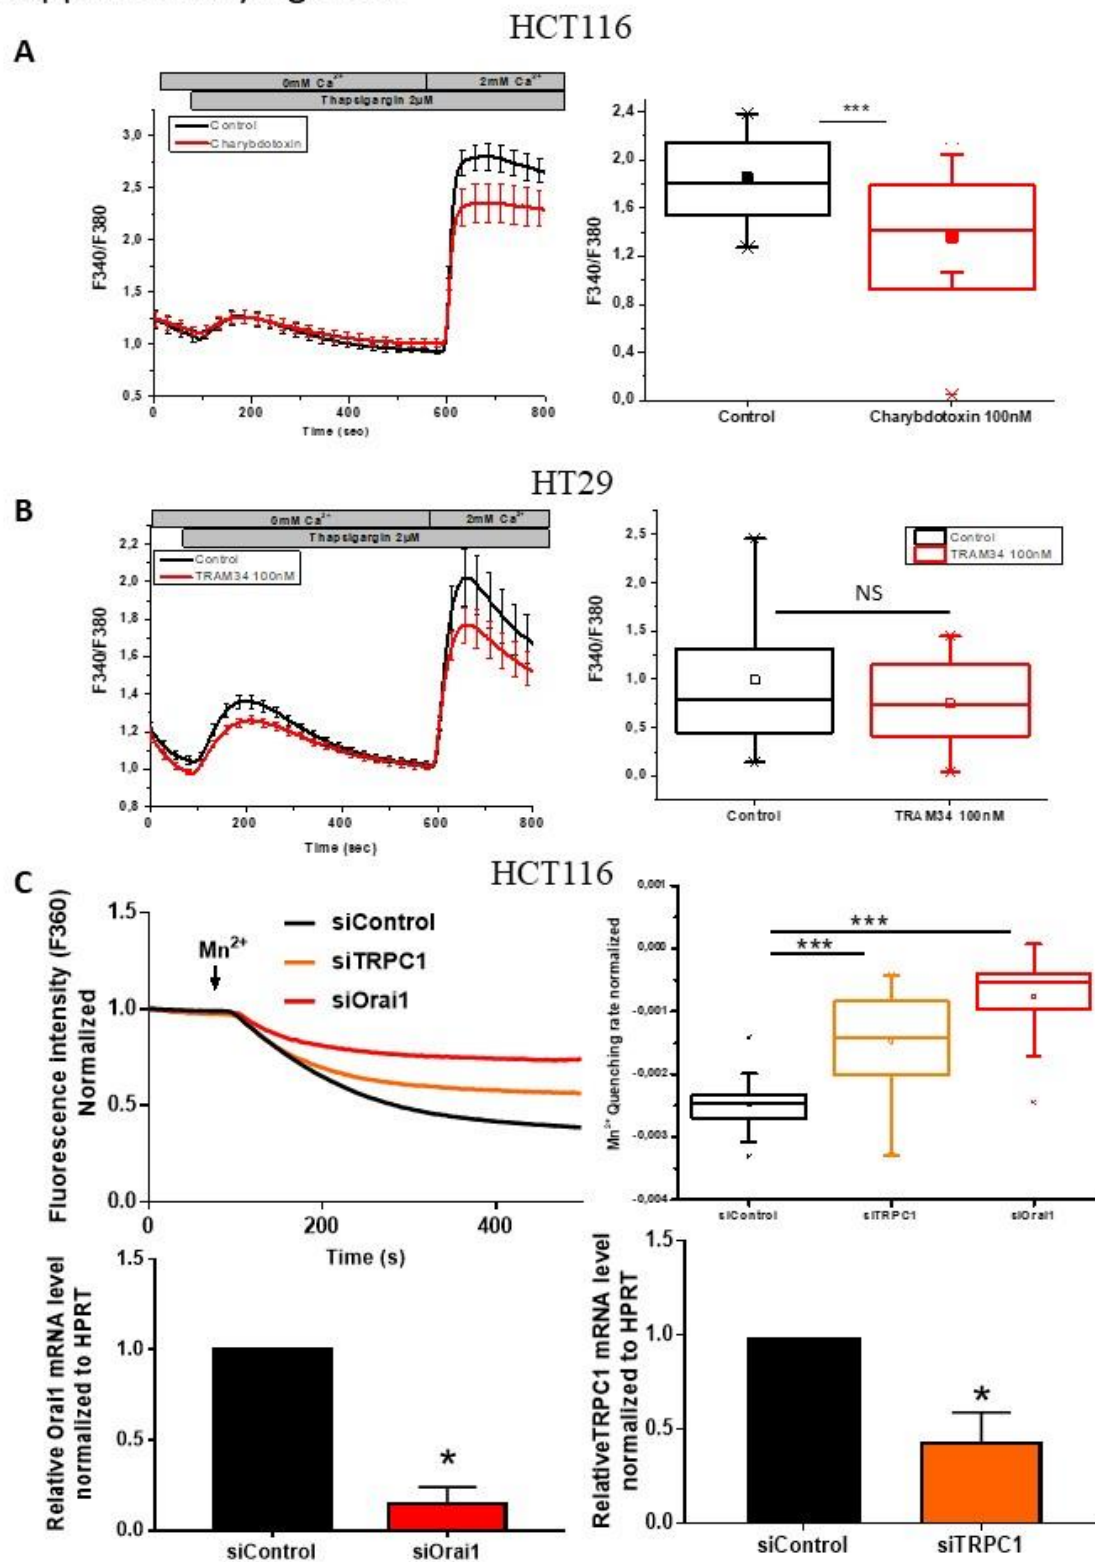 HCT116
A
0mM Ca2+ 2mM Ca2+
Thapsigargin 2µM
Control
Charybdotoxin
F340/F380
3,0
2,5
2,0
1,5
1,0
0,5
0 200 400 600 800
Time (sec)
F340/F380
2,4
2,0
1,6
1,2
0,8
0,4
0,0
***
Control Charybdotoxin 100nM
HT29
B
0mM Ca2+ 2mM Ca2+
Thapsigargin 2µM
Control
TRAM34 100nM
F340/F380
2,2
2,0
1,8
1,6
1,4
1,2
1,0
0,8
0 200 400 600 800
Time (sec)
F340/F380
2,5
2,0
1,5
1,0
0,5
0,0
Control
TRAM34 100nM
NS
Control TRAM34 100nM
HCT116
C
Fluorescence Intensity (F360)
Normalized
1.5
1.0
0.5
0.0
Mn2+
siControl
siTRPC1
siOrai1
0 200 400
Time (s)
Mn2+ Quenching rate normalized
0,001
0,000
-0,001
-0,002
-0,003
-0,004
***
***
siControl siTRPC1 siOrai1
Relative Orai1 mRNA level
normalized to HPRT
1.5
1.0
0.5
0.0
*
siControl siOrai1
RelativeTRPC1 mRNA level
normalized to HPRT
1.5
1.0
0.5
0.0
*
siControl siTRPC1